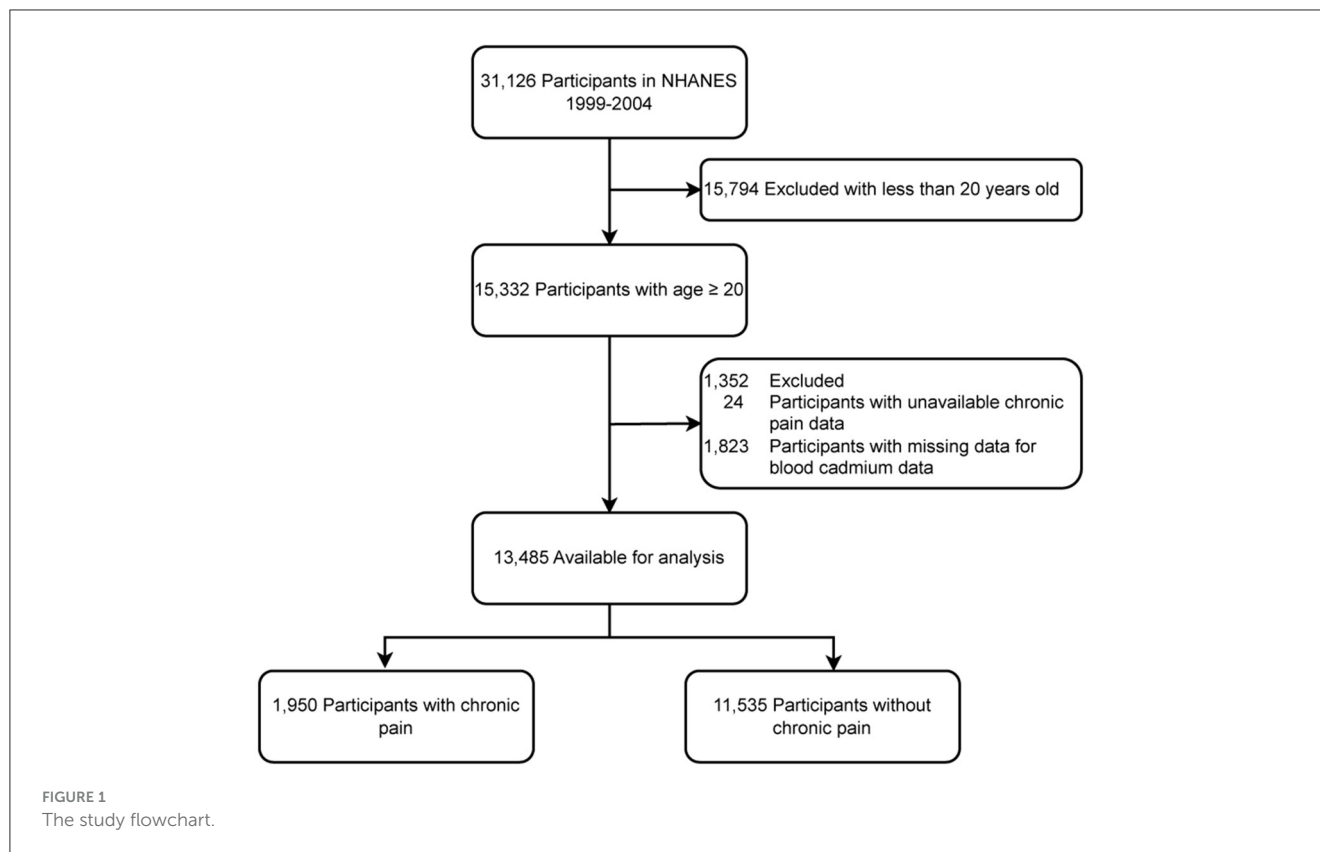 31,126 Participants in NHANES
1999-2004
15,794 Excluded with less than 20 years old
15,332 Participants with age ≥ 20
1,352 Excluded
24 Participants with unavailable chronic
pain data
1,823 Participants with missing data for
blood cadmium data
13,485 Available for analysis
1,950 Participants with chronic
pain
11,535 Participants without
chronic pain
FIGURE 1
The study flowchart.